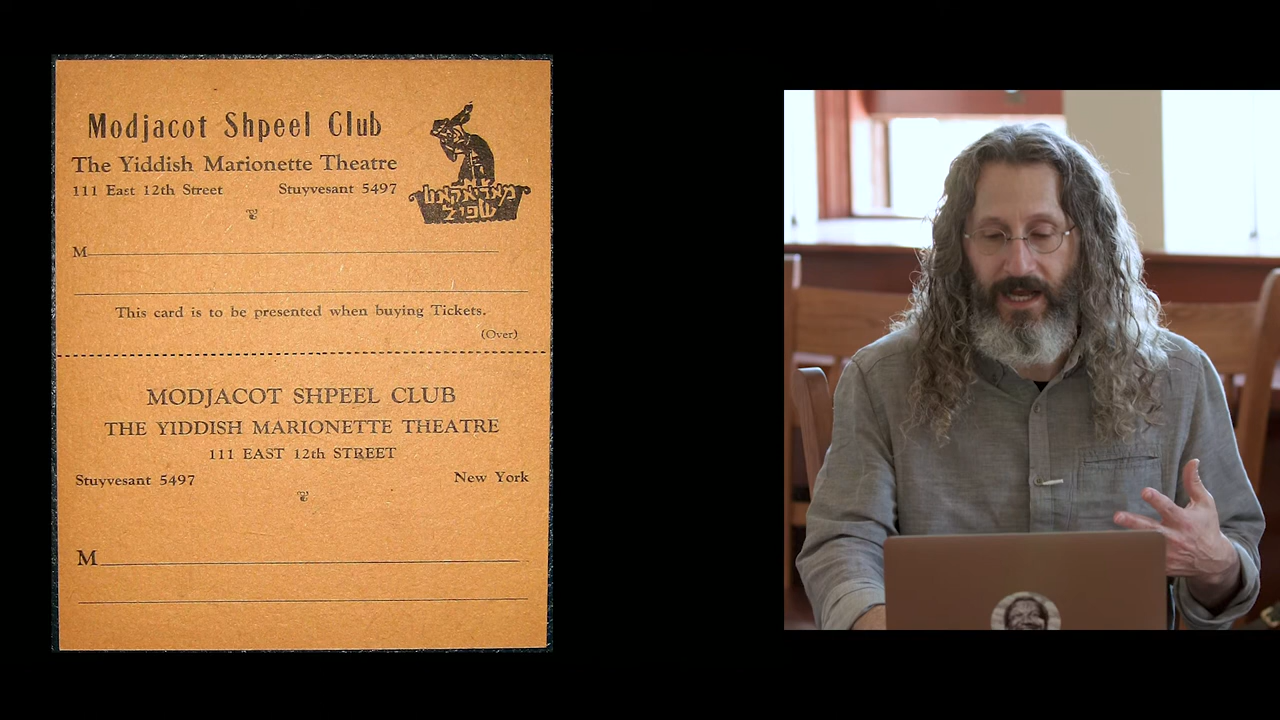 Modjacot Shpeel Club
The Yiddish Marionette Theatre
111 East 12th Street Stuyvesant 5497
מאדיאקאט
שפיל
M
This card is to be presented when buying Tickets.
(Over)
MODJACOT SHPEEL CLUB
THE YIDDISH MARIONETTE THEATRE
111 EAST 12th STREET
Stuyvesant 5497 New York
M